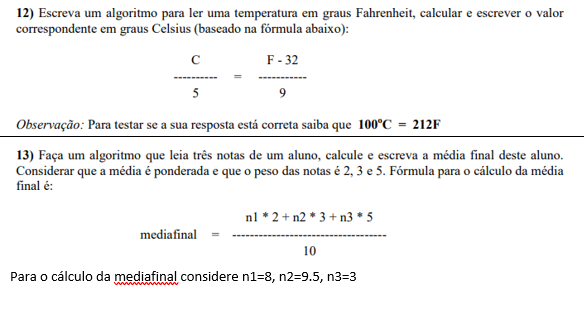 12) Escreva um algoritmo para ler uma temperatura em graus Fahrenheit, calcular e escrever o valor
correspondente em graus Celsius (baseado na fórmula abaixo):
C F - 32
---------- = -----------
5 9
Observação: Para testar se a sua resposta está correta saiba que 100ºC = 212F
13) Faça um algoritmo que leia três notas de um aluno, calcule e escreva a média final deste aluno.
Considerar que a média é ponderada e que o peso das notas é 2, 3 e 5. Fórmula para o cálculo da média
final é:
n1 * 2 + n2 * 3 + n3 * 5
mediafinal = -----------------------------------
10
Para o cálculo da mediafinal considere n1=8, n2=9.5, n3=3